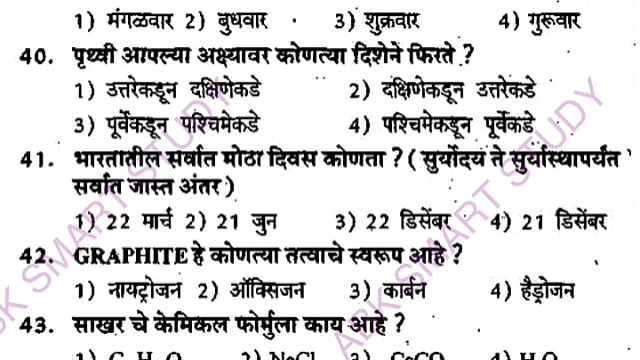 1) मंगळवार 2) बुधवार 3) शुक्रवार 4) गुरूवार
40. पृथ्वी आपल्या अक्ष्यावर कोणत्या दिशेने फिरते ?
1) उत्तरेकडून दक्षिणेकडे 2) दक्षिणेकडून उत्तरेकडे
3) पूर्वेकडून पश्चिमेकडे 4) पश्चिमेकडून पूर्वेकडे
41. भारतातील सर्वात मोठा दिवस कोणता ? ( सुर्योदय ते सुर्यास्थापर्यंत
सर्वात जास्त अंतर )
1) 22 मार्च 2) 21 जुन 3) 22 डिसेंबर 4) 21 डिसेंबर
42. GRAPHITE हे कोणत्या तत्वाचे स्वरूप आहे ?
1) नायट्रोजन 2) ऑक्सिजन 3) कार्बन 4) हैड्रोजन
43. साखर चे केमिकल फोर्मुला काय आहे ?
ABK SMART STUDY